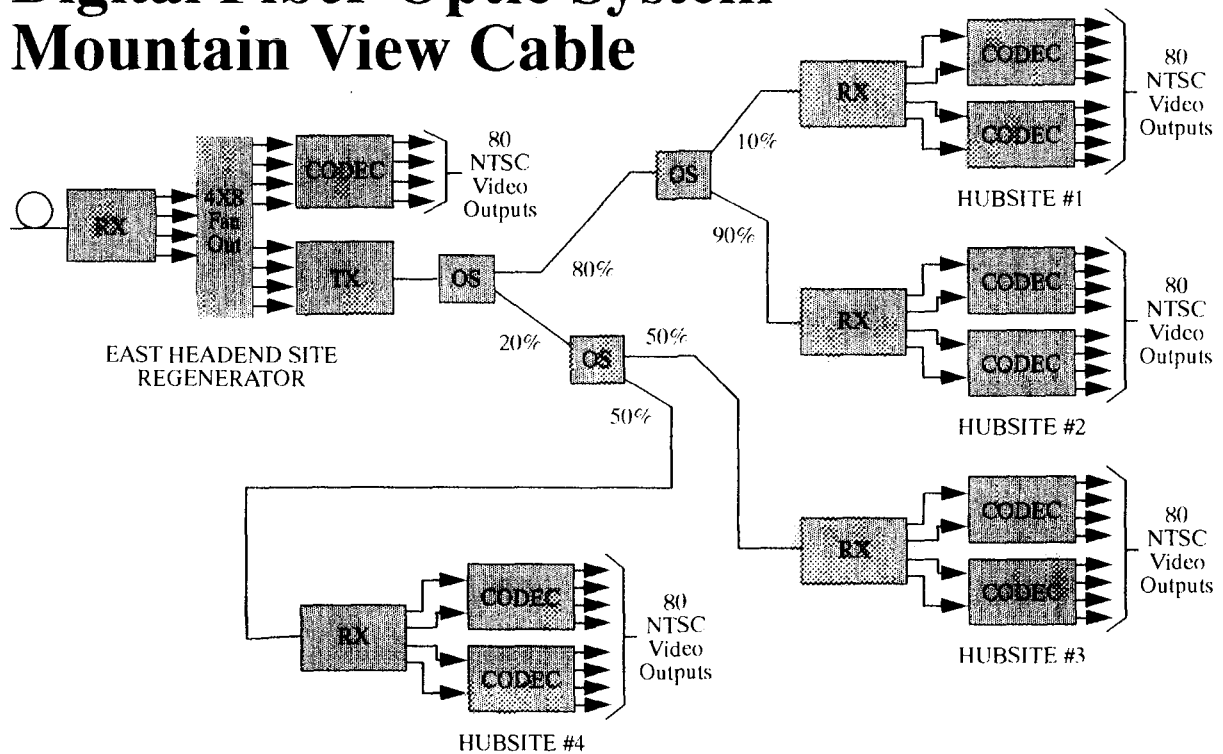 Digital Fiber Optic System
Mountain View Cable
RX
4X8
Fan
Out
CODEC
TX
80
NTSC
Video
Outputs
EAST HEADEND SITE
REGENERATOR
OS
80%
20%
OS
10%
90%
OS
50%
50%
RX
CODEC
CODEC
80
NTSC
Video
Outputs
HUBSITE #1
RX
CODEC
CODEC
80
NTSC
Video
Outputs
HUBSITE #2
RX
CODEC
CODEC
80
NTSC
Video
Outputs
HUBSITE #3
RX
CODEC
CODEC
80
NTSC
Video
Outputs
HUBSITE #4